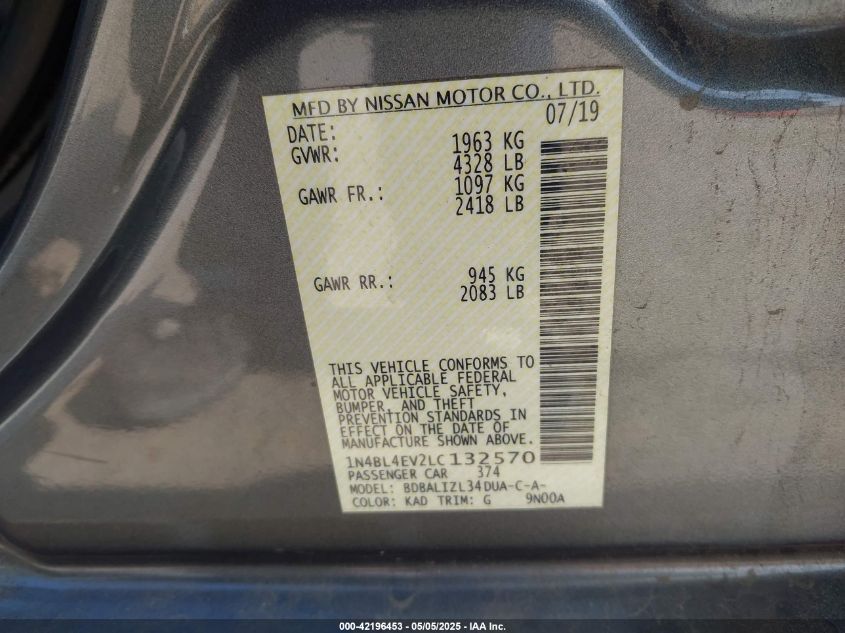 MFD BY NISSAN MOTOR CO., LTD.
DATE: 07/19
GVWR: 1963 KG
4328 LB
GAWR FR.: 1097 KG
2418 LB
GAWR RR.: 945 KG
2083 LB
THIS VEHICLE CONFORMS TO
ALL APPLICABLE FEDERAL
MOTOR VEHICLE SAFETY,
BUMPER, AND THEFT
PREVENTION STANDARDS IN
EFFECT ON THE DATE OF
MANUFACTURE SHOWN ABOVE.
1N4BL4EV2LC132570
PASSENGER CAR 374
MODEL: BDBALIZL34DUA-C-A-
COLOR: KAD TRIM: G 9N00A
000-42196453 - 05/05/2025 - IAA Inc.